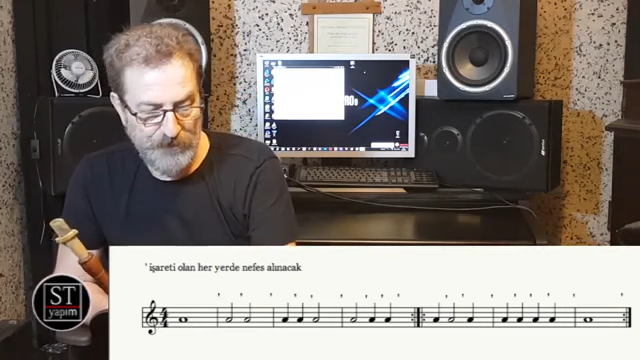 ' işareti olan her yerde nefes alınacak
ST
yapım